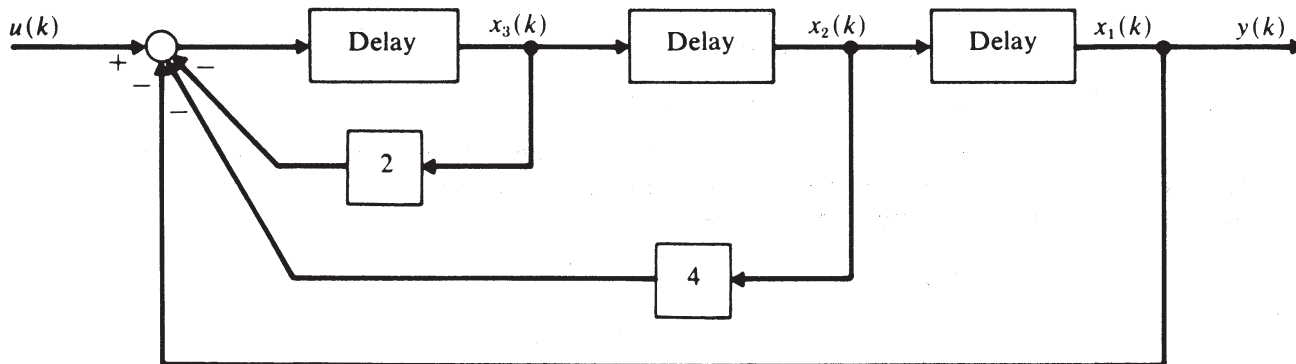 u(k)
+
−
−
−
Delay
x₃(k)
Delay
x₂(k)
Delay
x₁(k)
y(k)
2
4